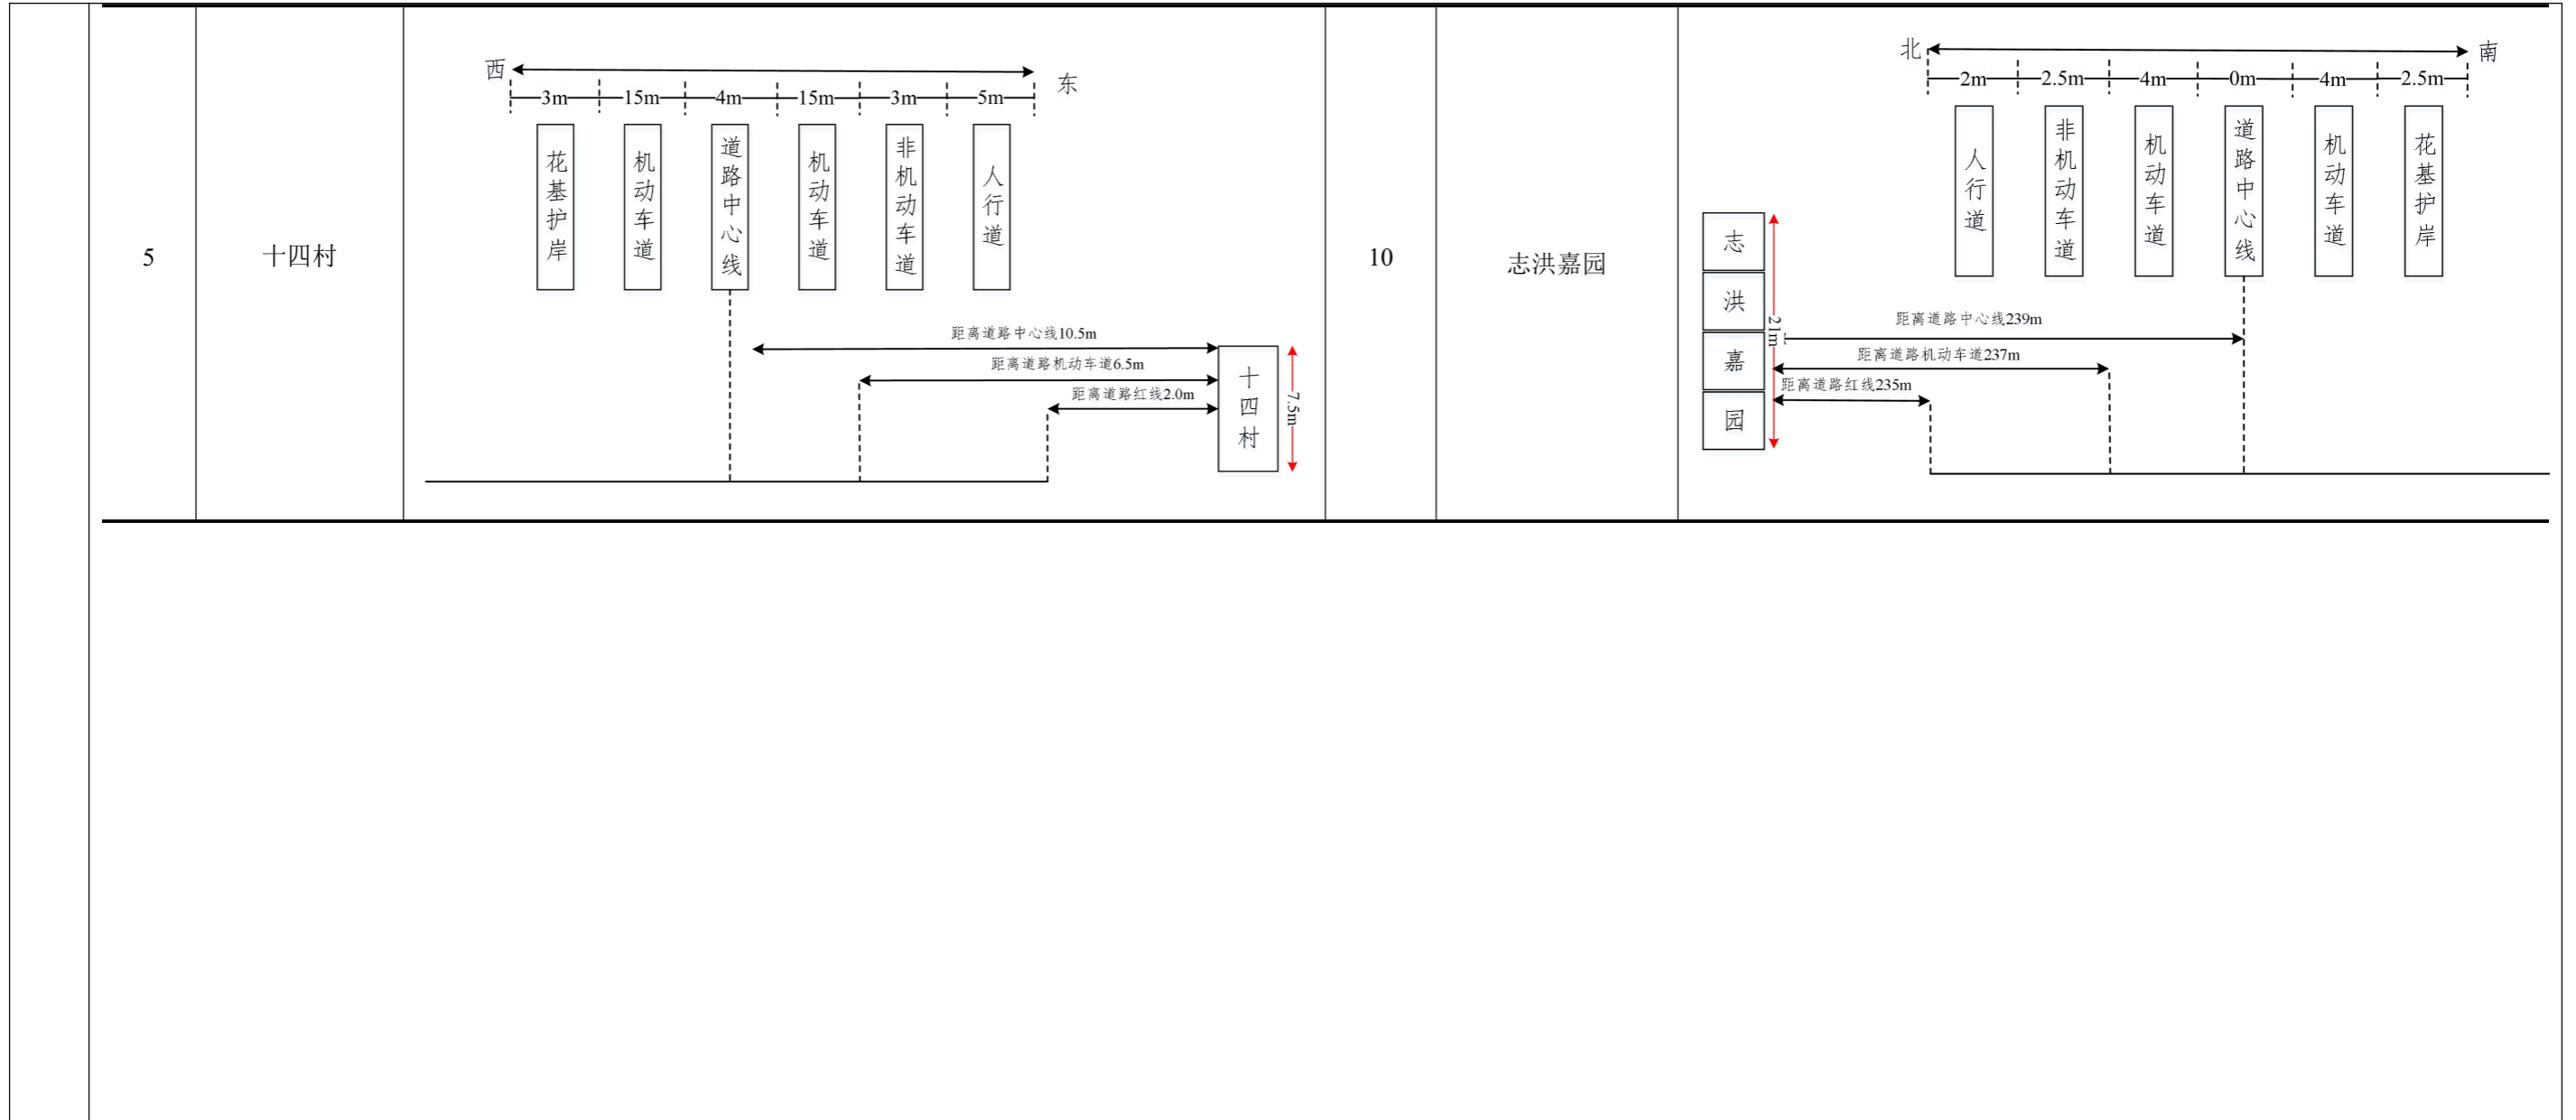 5
十四村
西
东
3m
15m
4m
15m
3m
5m
花基护岸
机动车道
道路中心线
机动车道
非机动车道
人行道
距离道路中心线10.5m
距离道路机动车道6.5m
距离道路红线2.0m
十四村
7.5m
10
志洪嘉园
北
南
2m
2.5m
4m
0m
4m
2.5m
人行道
非机动车道
机动车道
道路中心线
机动车道
花基护岸
志
洪
嘉
园
21m
距离道路中心线239m
距离道路机动车道237m
距离道路红线235m